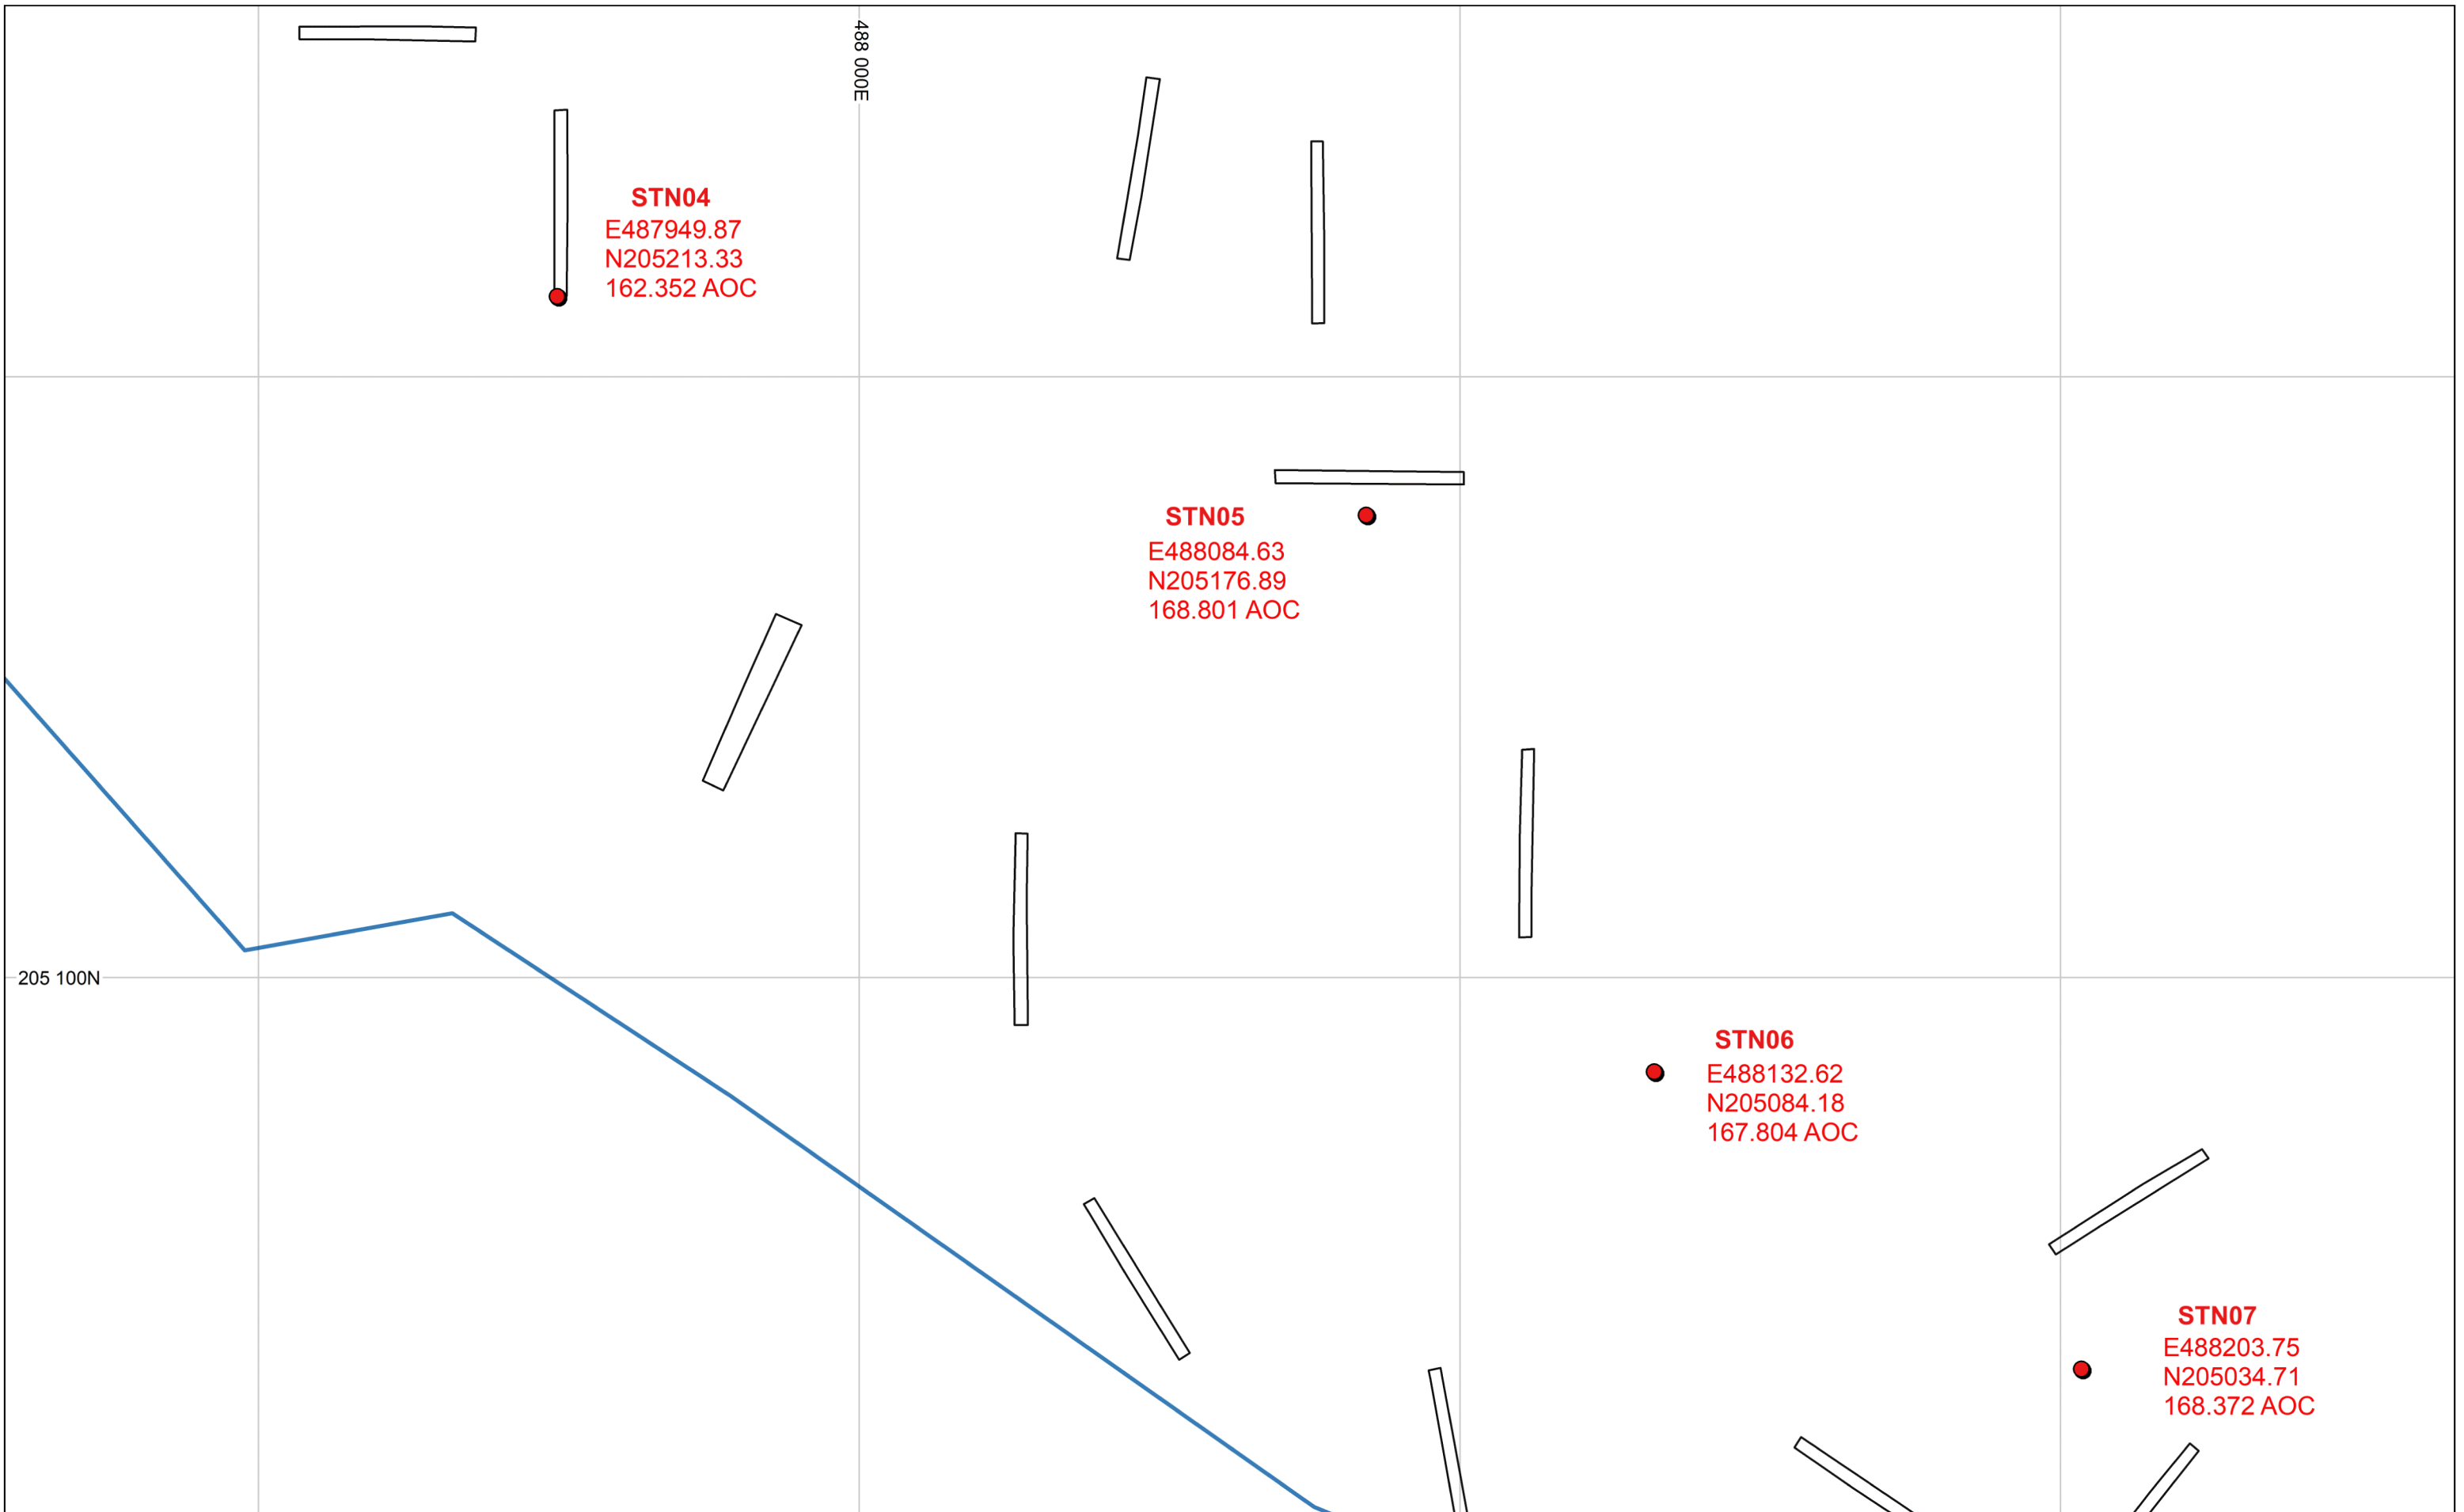 488 000E
STN04
E487949.87
N205213.33
162.352 AOC
STN05
E488084.63
N205176.89
168.801 AOC
205 100N
STN06
E488132.62
N205084.18
167.804 AOC
STN07
E488203.75
N205034.71
168.372 AOC